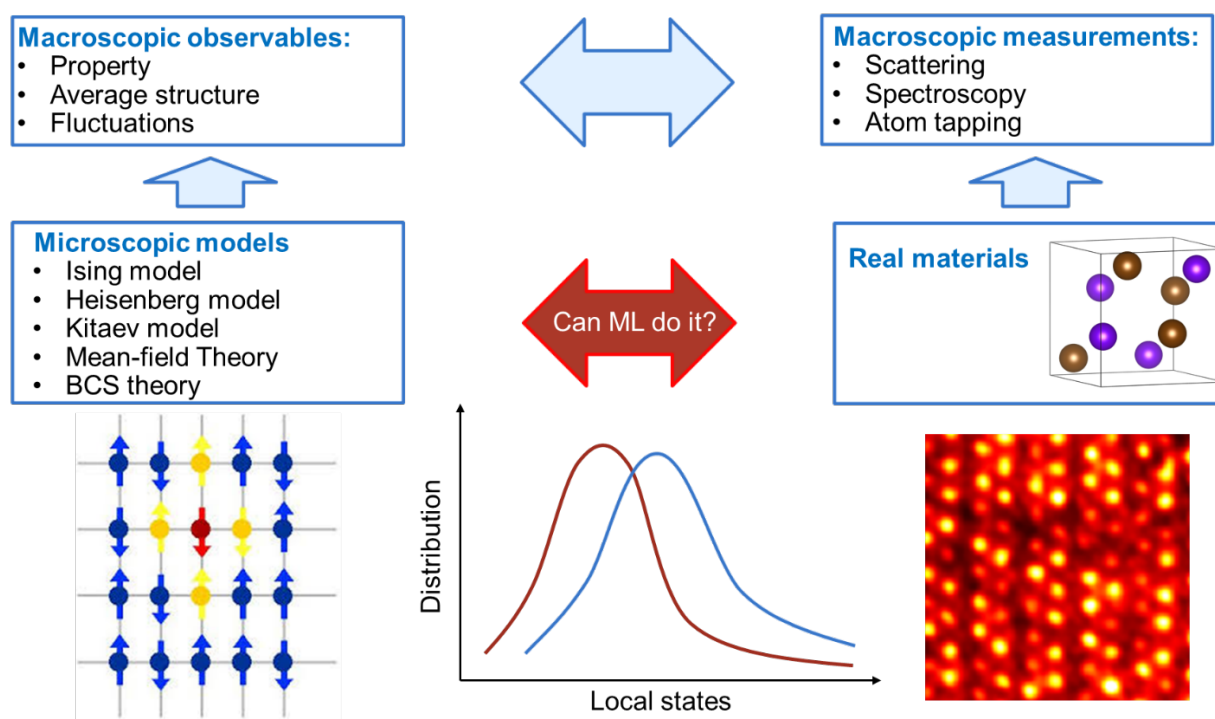 Macroscopic observables:
• Property
• Average structure
• Fluctuations
Macroscopic measurements:
• Scattering
• Spectroscopy
• Atom tapping
Microscopic models
• Ising model
• Heisenberg model
• Kitaev model
• Mean-field Theory
• BCS theory
Can ML do it?
Real materials
Distribution
Local states